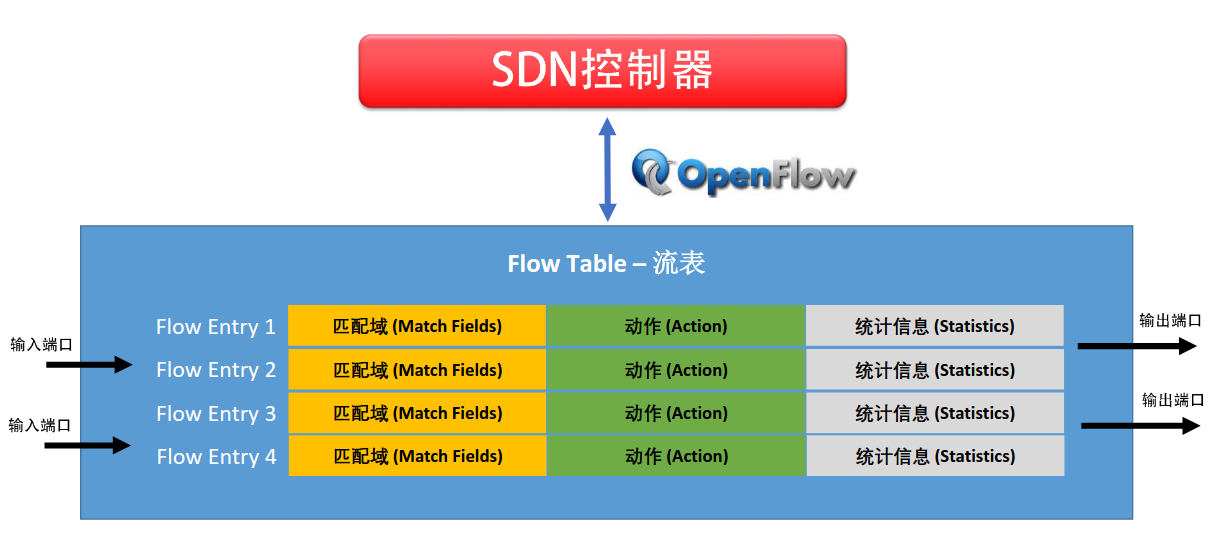 SDN控制器
OpenFlow
Flow Table – 流表
Flow Entry 1 匹配域 (Match Fields) 动作 (Action) 统计信息 (Statistics)
输出端口
输入端口
Flow Entry 2 匹配域 (Match Fields) 动作 (Action) 统计信息 (Statistics)
Flow Entry 3 匹配域 (Match Fields) 动作 (Action) 统计信息 (Statistics)
输出端口
输入端口
Flow Entry 4 匹配域 (Match Fields) 动作 (Action) 统计信息 (Statistics)